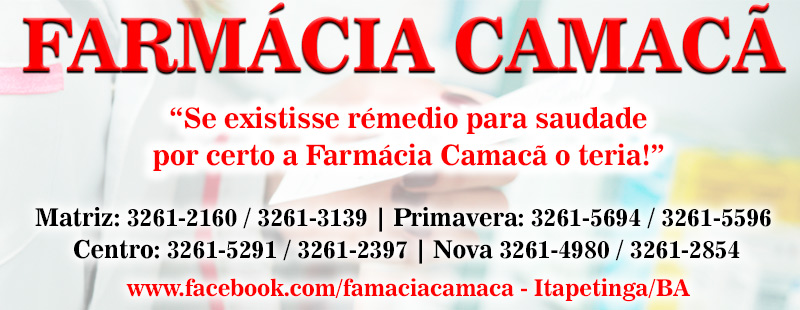 FARMÁCIA CAMACÃ
“Se existisse rémedio para saudade
por certo a Farmácia Camacã o teria!”
Matriz: 3261-2160 / 3261-3139 | Primavera: 3261-5694 / 3261-5596
Centro: 3261-5291 / 3261-2397 | Nova 3261-4980 / 3261-2854
www.facebook.com/famaciacamaca - Itapetinga/BA